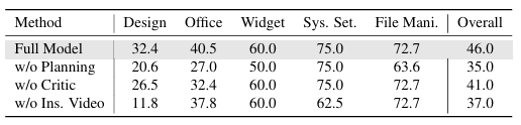 Method Design Office Widget Sys. Set. File Mani. Overall
Full Model 32.4 40.5 60.0 75.0 72.7 46.0
w/o Planning 20.6 27.0 50.0 75.0 63.6 35.0
w/o Critic 26.5 32.4 60.0 75.0 72.7 41.0
w/o Ins. Video 11.8 37.8 60.0 62.5 72.7 37.0